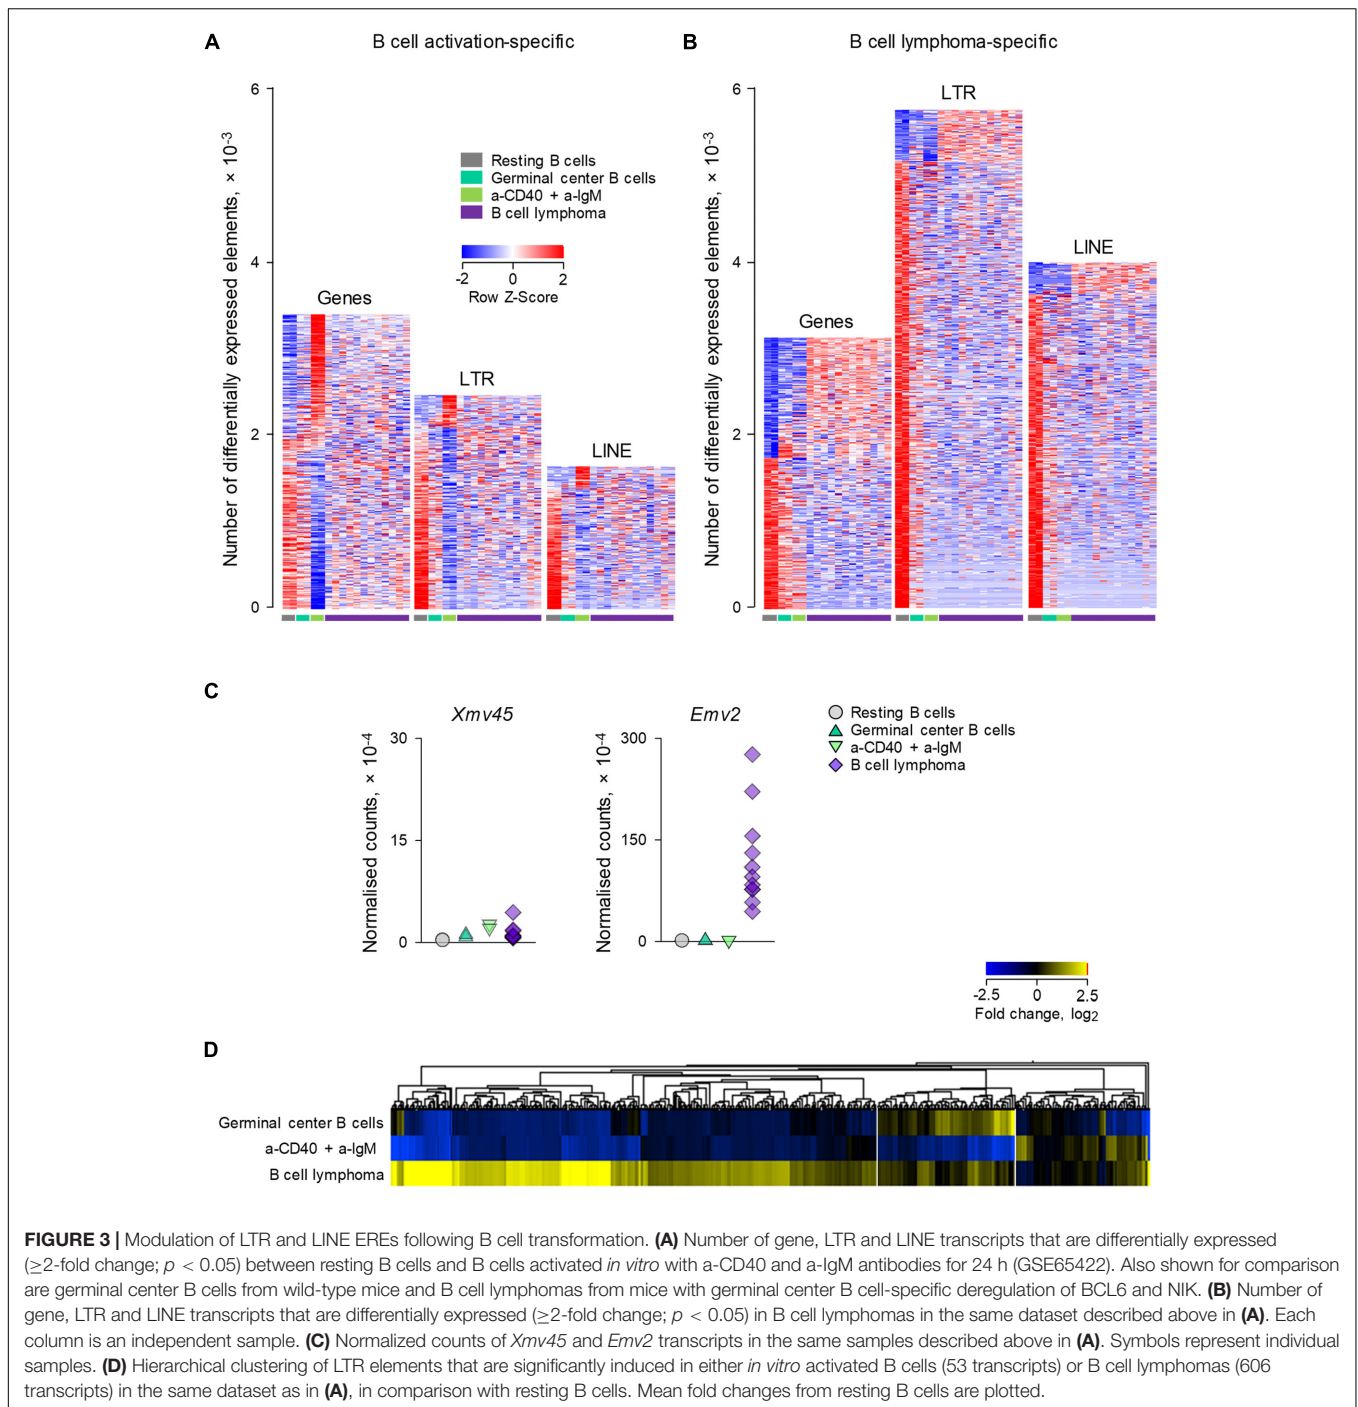 A
B cell activation-specific
B
B cell lymphoma-specific
Number of differentially expressed elements, × 10-3
6
4
2
0
Resting B cells
Germinal center B cells
a-CD40 + a-IgM
B cell lymphoma
-2 0 2
Row Z-Score
Genes
LTR
LINE
Number of differentially expressed elements, × 10-3
6
4
2
0
Genes
LTR
LINE
C
Xmv45
Normalised counts, × 10-4
30
15
0
Emv2
Normalised counts, × 10-4
300
150
0
Resting B cells
Germinal center B cells
a-CD40 + a-IgM
B cell lymphoma
-2.5 0 2.5
Fold change, log2
D
Germinal center B cells
a-CD40 + a-IgM
B cell lymphoma
FIGURE 3 | Modulation of LTR and LINE EREs following B cell transformation. (A) Number of gene, LTR and LINE transcripts that are differentially expressed
(≥2-fold change; p < 0.05) between resting B cells and B cells activated in vitro with a-CD40 and a-IgM antibodies for 24 h (GSE65422). Also shown for comparison
are germinal center B cells from wild-type mice and B cell lymphomas from mice with germinal center B cell-specific deregulation of BCL6 and NIK. (B) Number of
gene, LTR and LINE transcripts that are differentially expressed (≥2-fold change; p < 0.05) in B cell lymphomas in the same dataset described above in (A). Each
column is an independent sample. (C) Normalized counts of Xmv45 and Emv2 transcripts in the same samples described above in (A). Symbols represent individual
samples. (D) Hierarchical clustering of LTR elements that are significantly induced in either in vitro activated B cells (53 transcripts) or B cell lymphomas (606
transcripts) in the same dataset as in (A), in comparison with resting B cells. Mean fold changes from resting B cells are plotted.